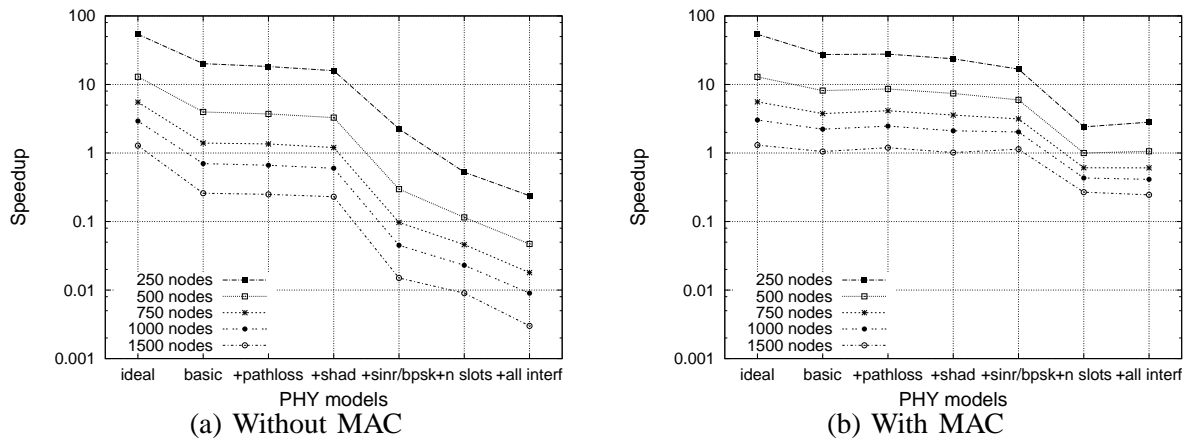 100
10
1
0.1
0.01
0.001
Speedup
250 nodes
500 nodes
750 nodes
1000 nodes
1500 nodes
ideal basic +pathloss +shad +sinr/bpsk +n slots +all interf
PHY models
(a) Without MAC
100
10
1
0.1
0.01
0.001
Speedup
250 nodes
500 nodes
750 nodes
1000 nodes
1500 nodes
ideal basic +pathloss +shad +sinr/bpsk +n slots +all interf
PHY models
(b) With MAC